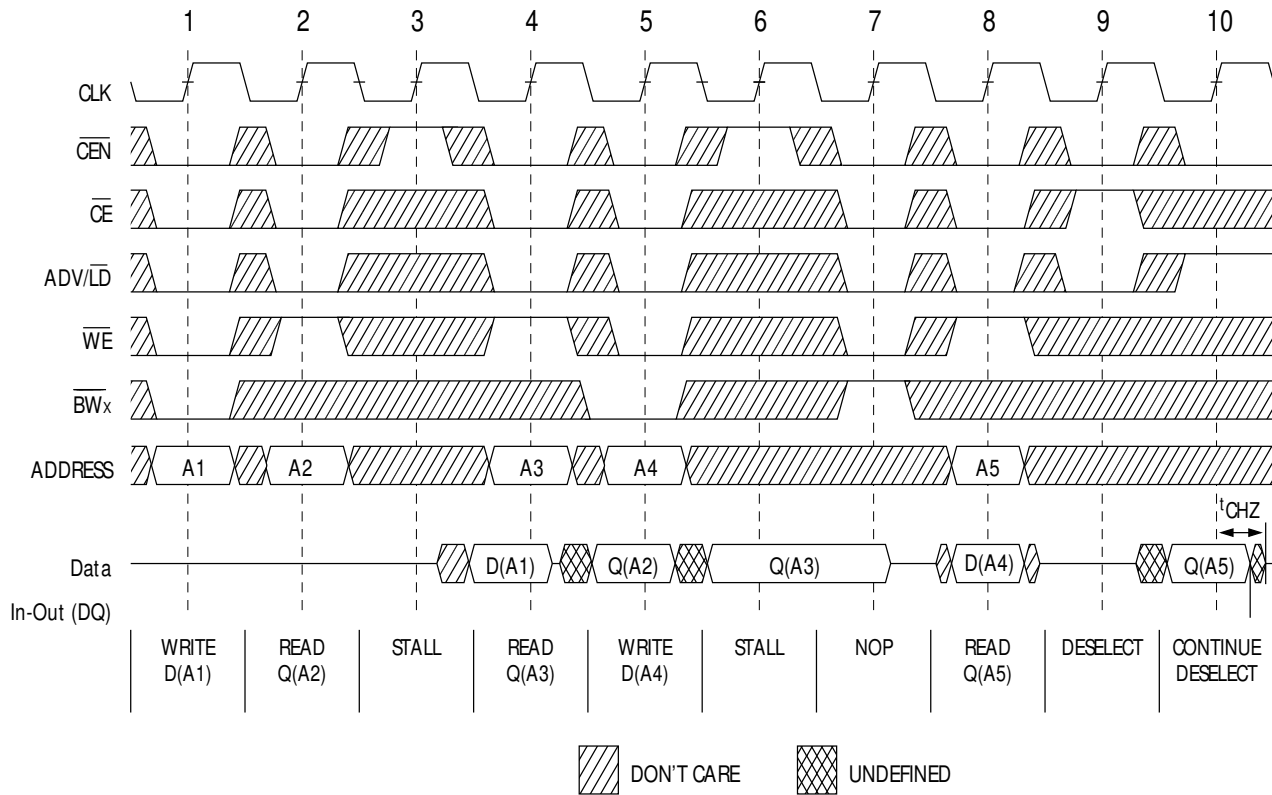 1 2 3 4 5 6 7 8 9 10
CLK
CEN
CE
ADV/LD
WE
BWx
ADDRESS A1 A2 A3 A4 A5
tCHZ
Data D(A1) Q(A2) Q(A3) D(A4) Q(A5)
In-Out (DQ)
WRITE READ STALL READ WRITE STALL NOP READ DESELECT CONTINUE
D(A1) Q(A2) Q(A3) D(A4) Q(A5) DESELECT
DON'T CARE UNDEFINED